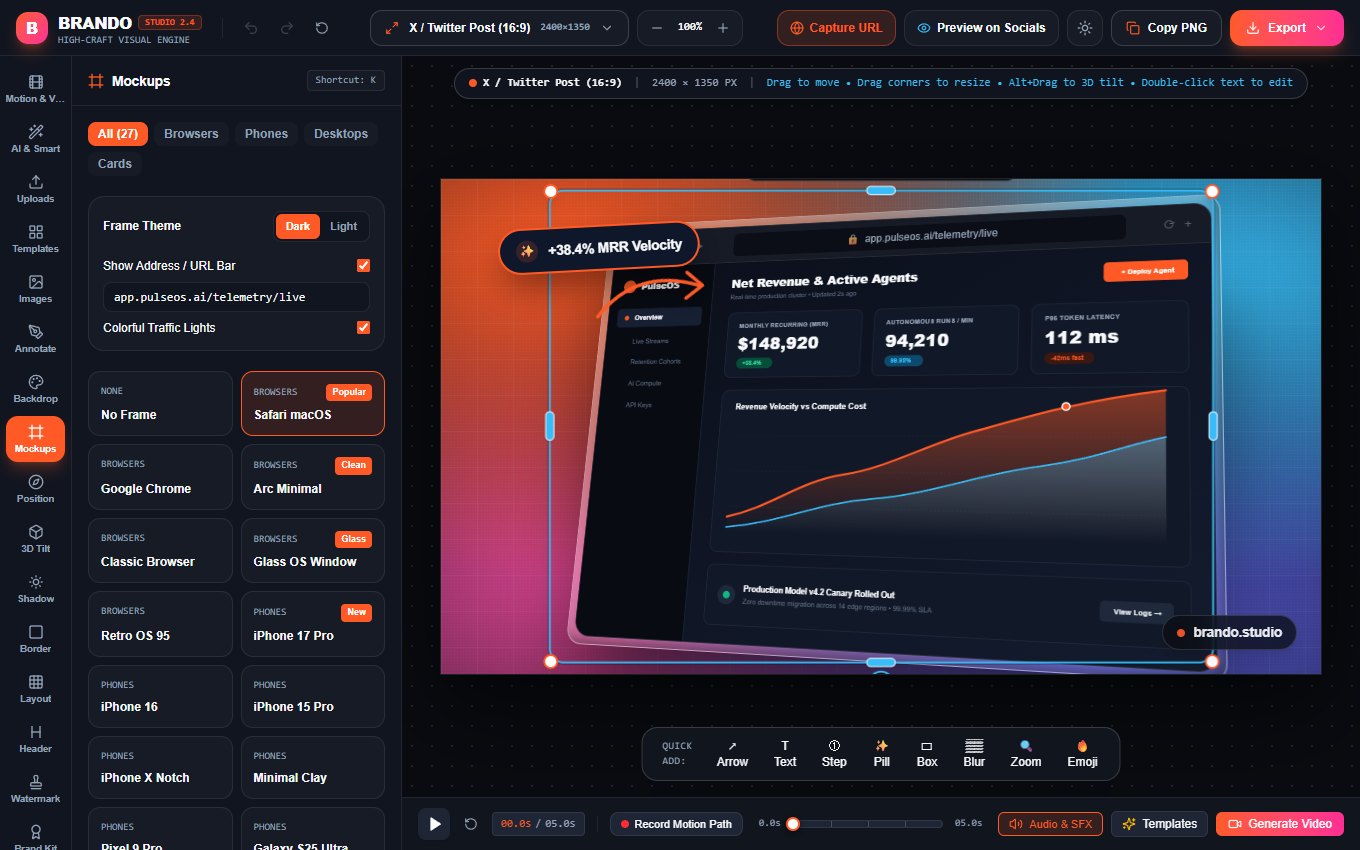 B BRANDO STUDIO 2.4
HIGH-CRAFT VISUAL ENGINE
X / Twitter Post (16:9) 2400×1350
100%
Capture URL
Preview on Socials
Copy PNG
Export
Motion & V...
AI & Smart
Uploads
Templates
Images
Annotate
Backdrop
Mockups
Position
3D Tilt
Shadow
Border
Layout
Header
Watermark
Brand Kit
Mockups
Shortcut: K
All (27) Browsers Phones Desktops
Cards
Frame Theme Dark Light
Show Address / URL Bar
app.pulseos.ai/telemetry/live
Colorful Traffic Lights
NONE
No Frame
BROWSERS Popular
Safari macOS
BROWSERS
Google Chrome
BROWSERS Clean
Arc Minimal
BROWSERS
Classic Browser
BROWSERS Glass
Glass OS Window
BROWSERS
Retro OS 95
PHONES New
iPhone 17 Pro
PHONES
iPhone 16
PHONES
iPhone 15 Pro
PHONES
iPhone X Notch
PHONES
Minimal Clay
PHONES
Pixel 9 Pro
PHONES
Galaxy S25 Ultra
X / Twitter Post (16:9) | 2400 × 1350 PX | Drag to move • Drag corners to resize • Alt+Drag to 3D tilt • Double-click text to edit
+38.4% MRR Velocity
app.pulseos.ai/telemetry/live
PulseOS
Overview
Live Streams
Retention Cohorts
AI Compute
API Keys
Net Revenue & Active Agents
Real-time production cluster • Updated 2s ago
+ Deploy Agent
MONTHLY RECURRING (MRR)
$148,920
+38.4%
AUTONOMOUS RUNS / MIN
94,210
99.98%
P96 TOKEN LATENCY
112 ms
-42ms fast
Revenue Velocity vs Compute Cost
Production Model v4.2 Canary Rolled Out
Zero downtime migration across 14 edge regions • 99.99% SLA
View Logs →
brando.studio
QUICK
ADD:
Arrow
Text
Step
Pill
Box
Blur
Zoom
Emoji
00.0s / 05.0s
Record Motion Path
0.0s
05.0s
Audio & SFX
Templates
Generate Video